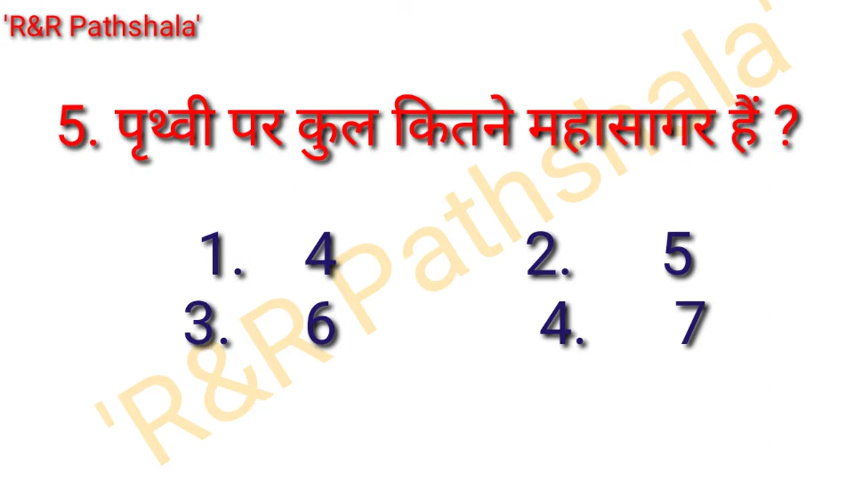 'R&R Pathshala'
5. पृथ्वी पर कुल कितने महासागर हैं ?
1. 4 2. 5
3. 6 4. 7
'R&R Pathshala'